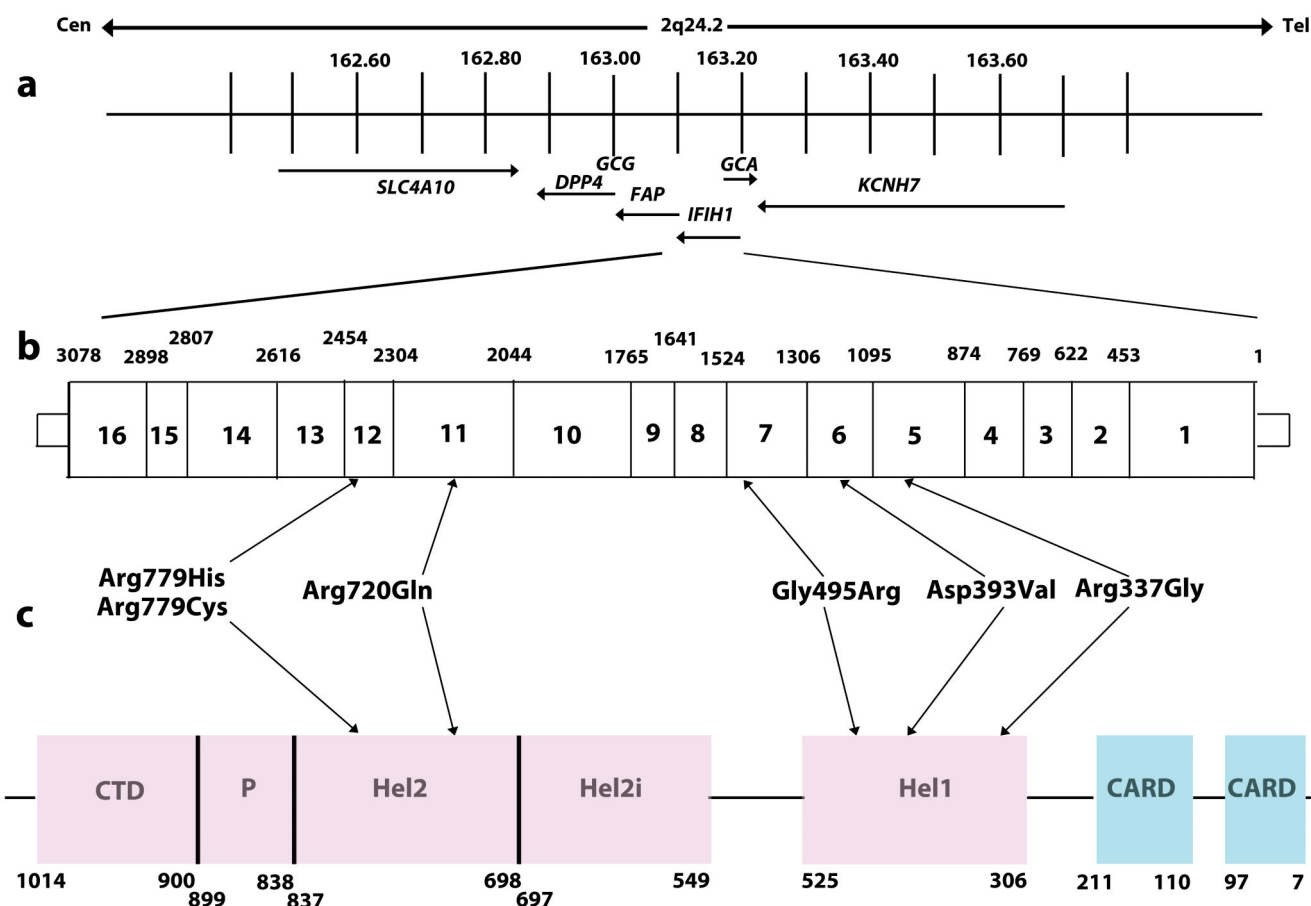 Cen 2q24.2 Tel
a
162.60 162.80 163.00 163.20 163.40 163.60
GCG GCA
SLC4A10 DPP4 FAP KCNH7
IFIH1
b
2807 2454 1641
3078 2898 2616 2304 2044 1765 1524 1306 1095 874 769 622 453 1
16 15 14 13 12 11 10 9 8 7 6 5 4 3 2 1
Arg779His Arg720Gln Gly495Arg Asp393Val Arg337Gly
Arg779Cys
c
CTD P Hel2 Hel2i Hel1 CARD CARD
1014 900 838 698 549 525 306 211 110 97 7
899 837 697